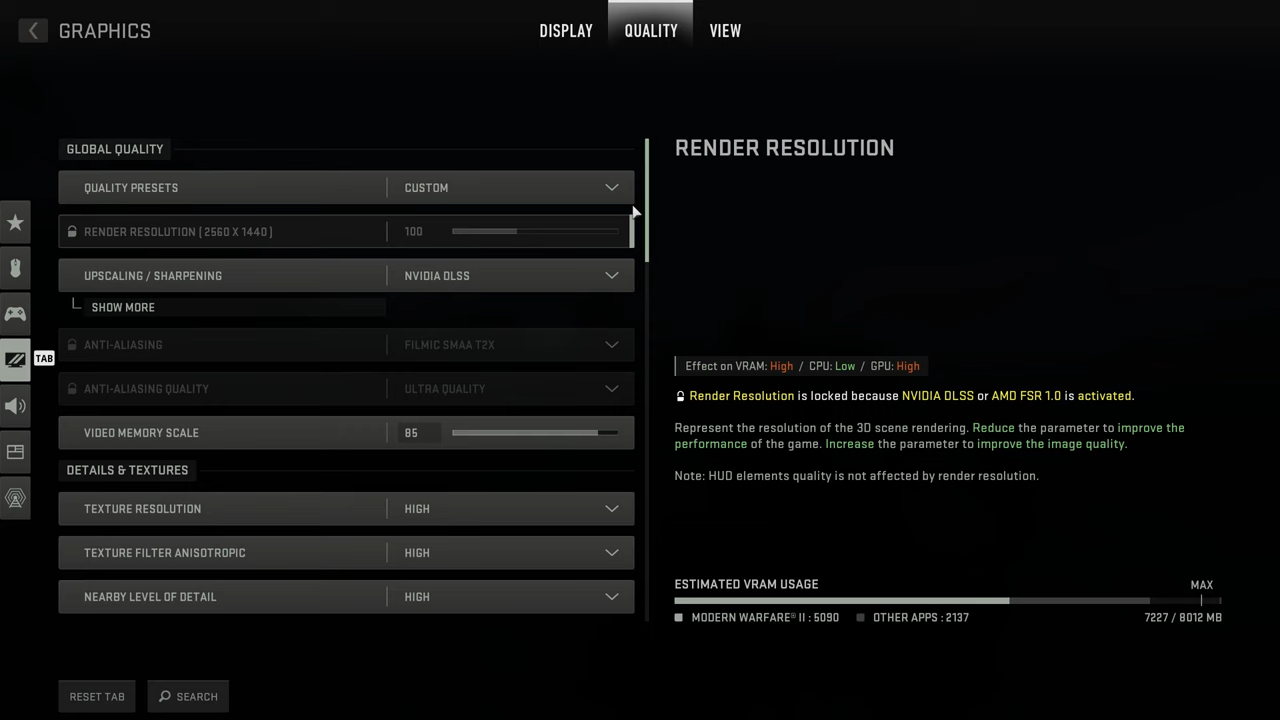 GRAPHICS
DISPLAY
QUALITY
VIEW
GLOBAL QUALITY
QUALITY PRESETS
CUSTOM
RENDER RESOLUTION [ 2560 X 1440 ]
100
UPSCALING / SHARPENING
NVIDIA DLSS
SHOW MORE
ANTI-ALIASING
FILMIC SMAA T2X
TAB
ANTI-ALIASING QUALITY
ULTRA QUALITY
VIDEO MEMORY SCALE
85
DETAILS & TEXTURES
TEXTURE RESOLUTION
HIGH
TEXTURE FILTER ANISOTROPIC
HIGH
NEARBY LEVEL OF DETAIL
HIGH
RESET TAB
SEARCH
RENDER RESOLUTION
Effect on VRAM: High / CPU: Low / GPU: High
Render Resolution is locked because NVIDIA DLSS or AMD FSR 1.0 is activated.
Represent the resolution of the 3D scene rendering. Reduce the parameter to improve the
performance of the game. Increase the parameter to improve the image quality.
Note: HUD elements quality is not affected by render resolution.
ESTIMATED VRAM USAGE
MAX
MODERN WARFARE® II : 5090
OTHER APPS : 2137
7227 / 8012 MB